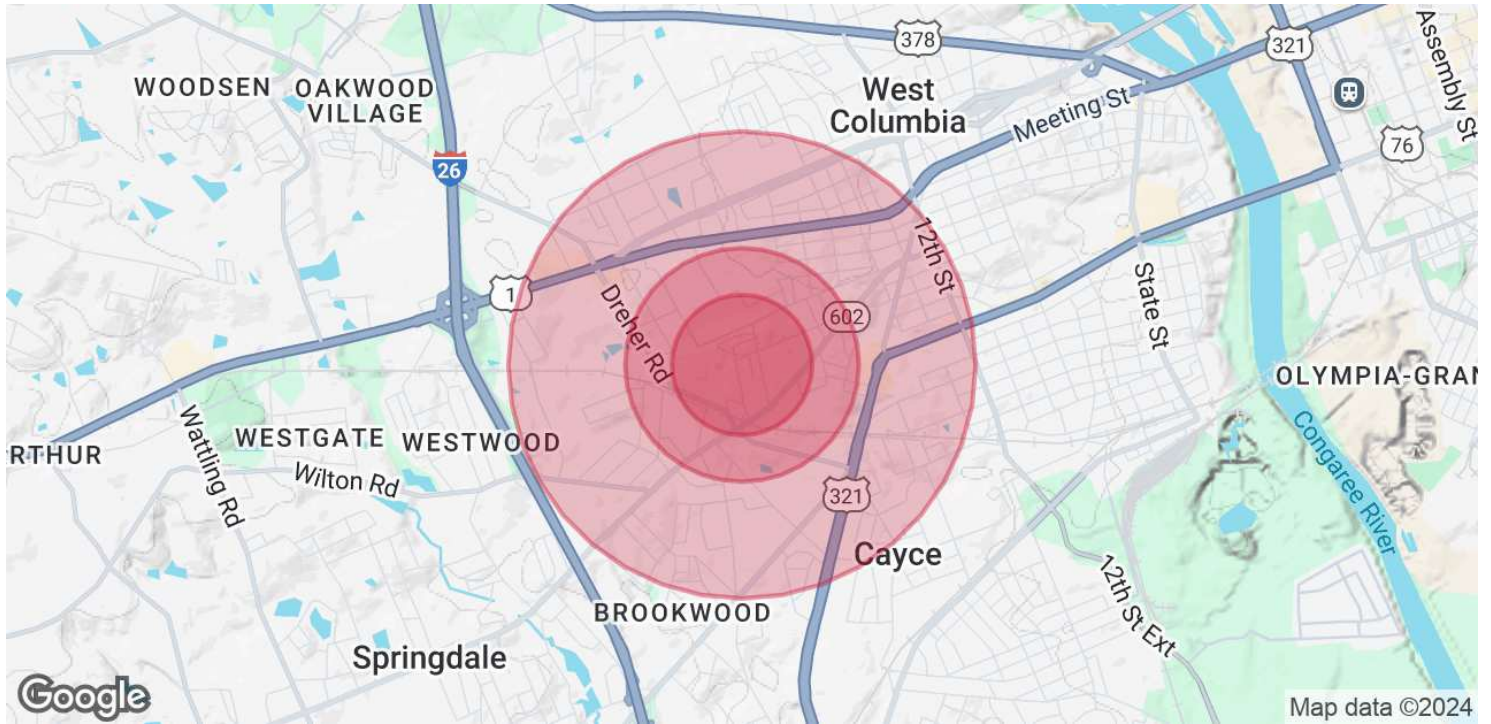 378
321
Assembly St
WOODSEN
OAKWOOD
VILLAGE
West
Columbia
Meeting St
76
26
12th St
1
Dreher Rd
602
State St
OLYMPIA-GRAN
RTHUR
WESTGATE
WESTWOOD
Wattling Rd
Wilton Rd
321
Congaree River
Cayce
12th St Ext
BROOKWOOD
Springdale
Google
Map data ©2024